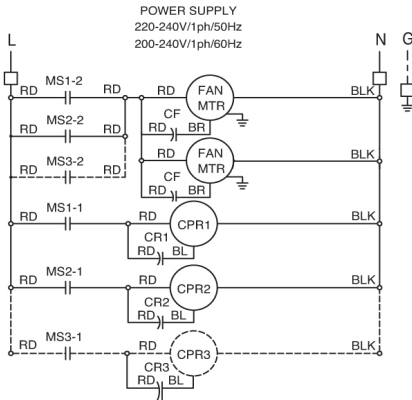 POWER SUPPLY
220-240V/1ph/50Hz
200-240V/1ph/60Hz
L
N
G
RD MS1-2 RD RD FAN MTR BLK
CF
RD BR
RD MS2-2 RD
RD FAN MTR BLK
RD MS3-2 RD
CF
RD BR
RD MS1-1 RD CPR1 BLK
CR1
RD BL
RD MS2-1 RD CPR2 BLK
CR2
RD BL
RD MS3-1 RD CPR3 BLK
CR3
RD BL